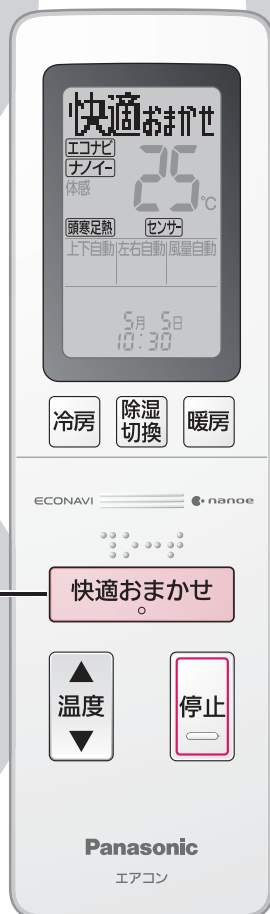 快適おまかせ
エコナビ
ナノイー
体感
25℃
頭寒足熱 センサー
上下自動 左右自動 風量自動
5月 5日
10:30
冷房 除湿切換 暖房
ECONAVI nanoe
快適おまかせ
▲
温度
▼
停止
Panasonic
エアコン